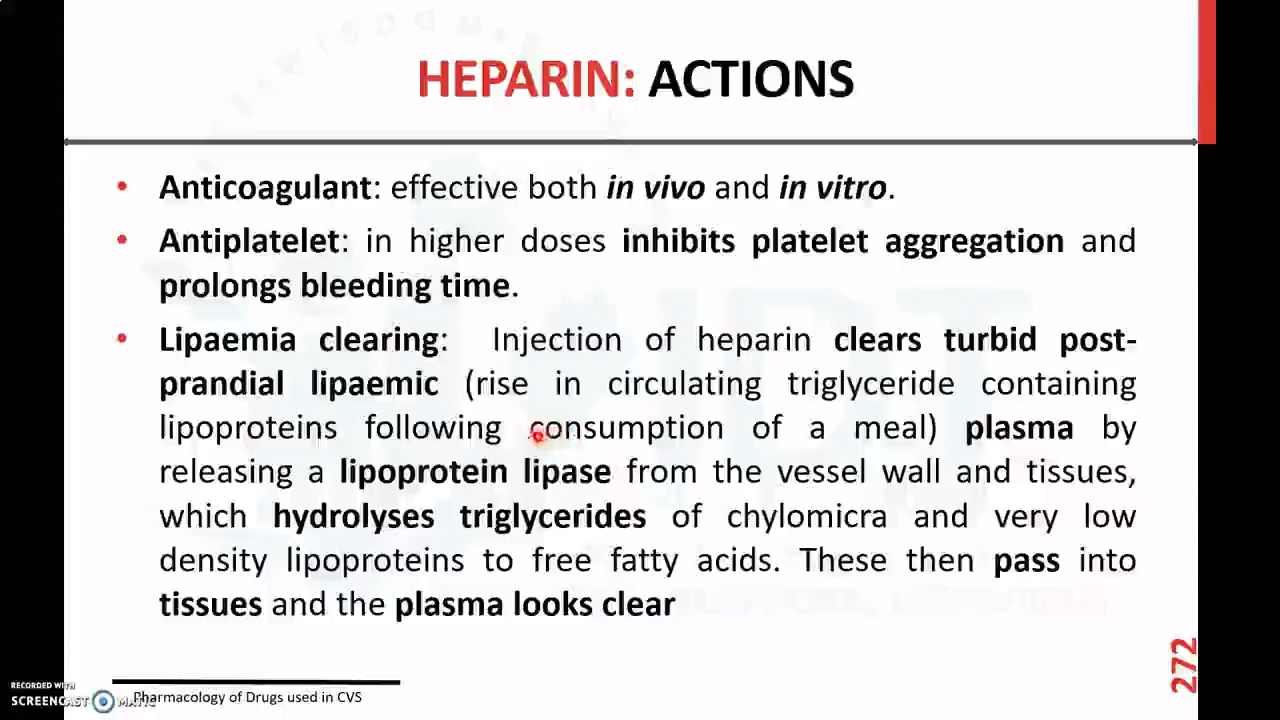 HEPARIN: ACTIONS
• Anticoagulant: effective both in vivo and in vitro.
• Antiplatelet: in higher doses inhibits platelet aggregation and
prolongs bleeding time.
• Lipaemia clearing: Injection of heparin clears turbid post-
prandial lipaemic (rise in circulating triglyceride containing
lipoproteins following consumption of a meal) plasma by
releasing a lipoprotein lipase from the vessel wall and tissues,
which hydrolyses triglycerides of chylomicra and very low
density lipoproteins to free fatty acids. These then pass into
tissues and the plasma looks clear
272
Pharmacology of Drugs used in CVS
RECORDED WITH
SCREENCAST MATIC